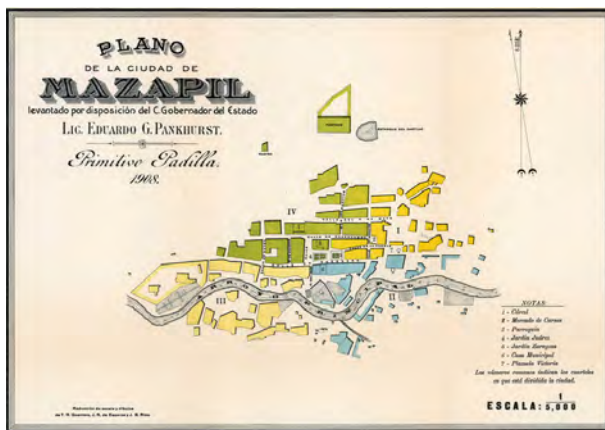 PLANO
DE LA CIUDAD DE
MAZAPIL
levantado por disposición del C. Gobernador del Estado
LIC. EDUARDO G. PANKHURST.
Primitivo Padilla.
1908.
IV
I
III
II
NOTAS
1 - Cárcel
2 - Mercado de Carnes
3 - Parroquia
4 - Jardín Juárez
5 - Jardín Zaragoza
6 - Casa Municipal
7 - Plazuela Victoria
Los números romanos indican los cuarteles
en que está dividida la ciudad.
ESCALA: 1
5,000